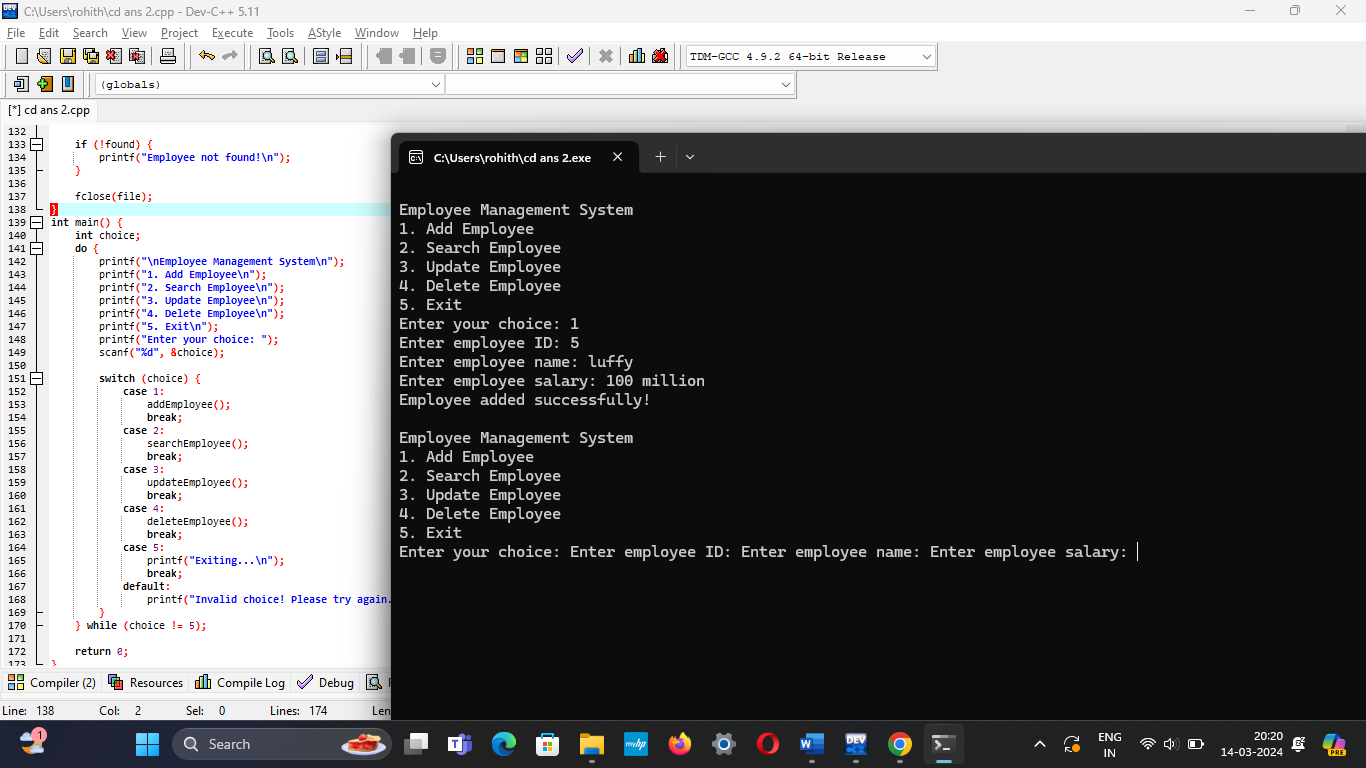 C:\Users\rohith\cd ans 2.cpp - Dev-C++ 5.11
File Edit Search View Project Execute Tools AStyle Window Help
TDM-GCC 4.9.2 64-bit Release
(globals)
[*] cd ans 2.cpp
132
133 if (!found) {
134 printf("Employee not found!\n");
135 }
136
137 fclose(file);
138 }
139 int main() {
140 int choice;
141 do {
142 printf("\nEmployee Management System\n");
143 printf("1. Add Employee\n");
144 printf("2. Search Employee\n");
145 printf("3. Update Employee\n");
146 printf("4. Delete Employee\n");
147 printf("5. Exit\n");
148 printf("Enter your choice: ");
149 scanf("%d", &choice);
150
151 switch (choice) {
152 case 1:
153 addEmployee();
154 break;
155 case 2:
156 searchEmployee();
157 break;
158 case 3:
159 updateEmployee();
160 break;
161 case 4:
162 deleteEmployee();
163 break;
164 case 5:
165 printf("Exiting...\n");
166 break;
167 default:
168 printf("Invalid choice! Please try again.
169 }
170 } while (choice != 5);
171
172 return 0;
173 }
C:\Users\rohith\cd ans 2.exe
Employee Management System
1. Add Employee
2. Search Employee
3. Update Employee
4. Delete Employee
5. Exit
Enter your choice: 1
Enter employee ID: 5
Enter employee name: luffy
Enter employee salary: 100 million
Employee added successfully!
Employee Management System
1. Add Employee
2. Search Employee
3. Update Employee
4. Delete Employee
5. Exit
Enter your choice: Enter employee ID: Enter employee name: Enter employee salary:
Compiler (2) Resources Compile Log Debug
Line: 138 Col: 2 Sel: 0 Lines: 174 Len
1 Search myhp DEV ENG 20:20
IN 14-03-2024 PRE